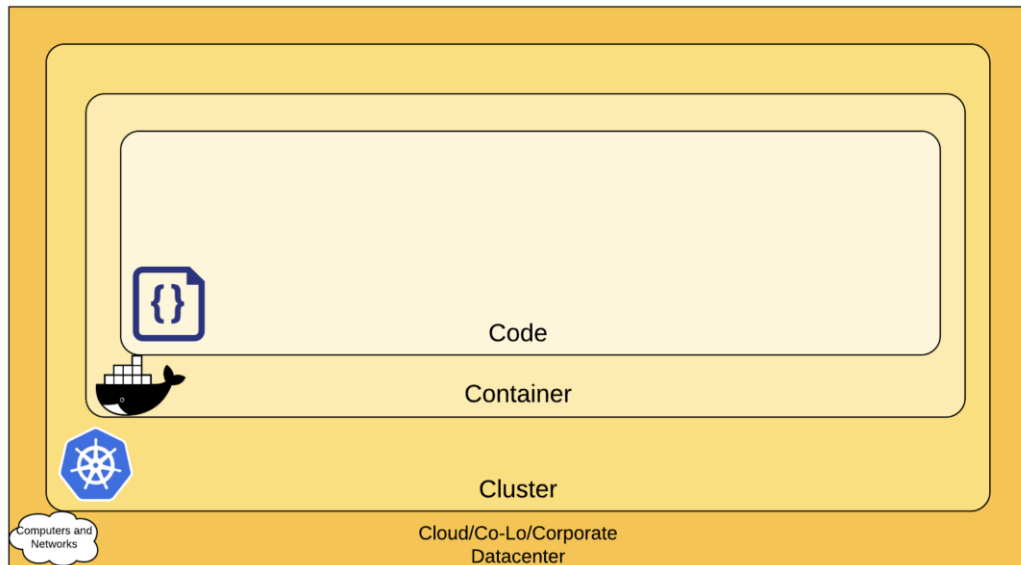 {}
Code
Container
Cluster
Computers and
Networks
Cloud/Co-Lo/Corporate
Datacenter